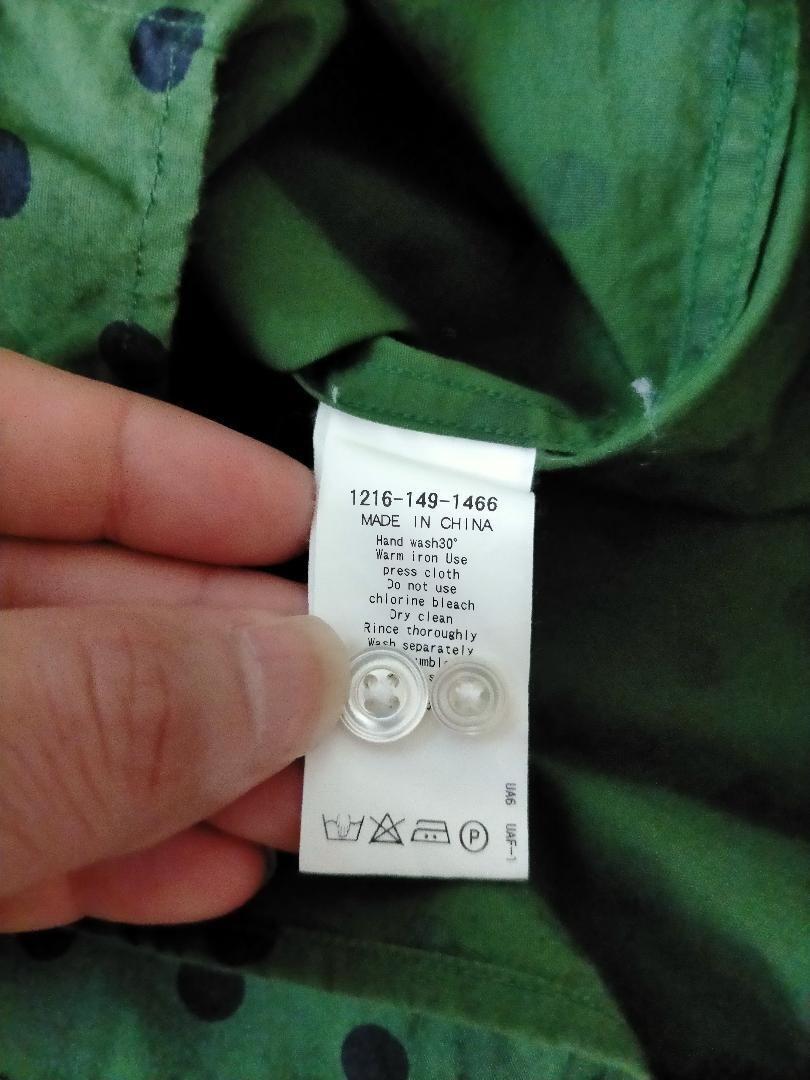 1216-149-1466
MADE IN CHINA
Hand wash30°
Warm iron Use
press cloth
Do not use
chlorine bleach
Dry clean
Rince thoroughly
Wash separately
UA6 UAF-1
P